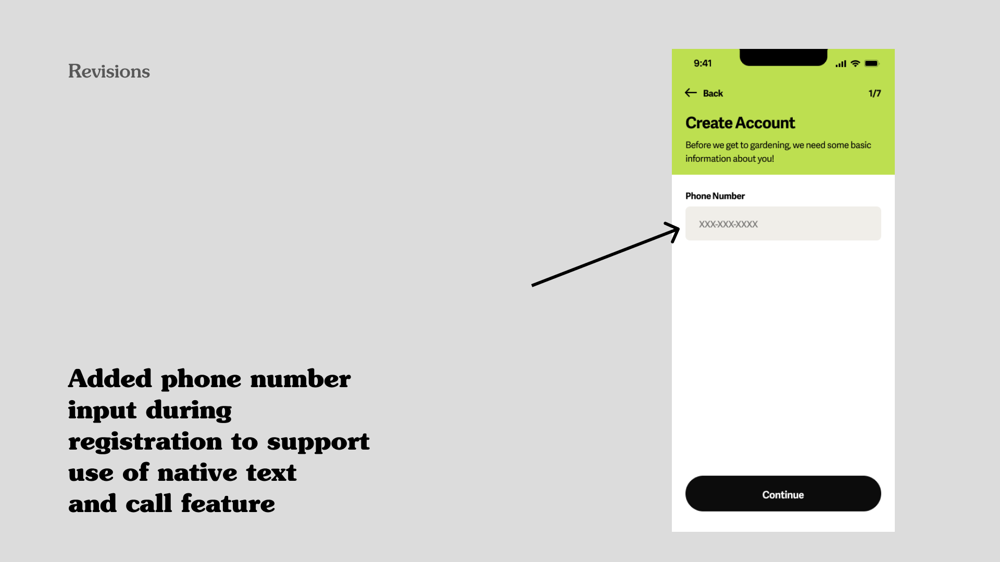 Revisions
Added phone number
input during
registration to support
use of native text
and call feature
9:41
Back
1/7
Create Account
Before we get to gardening, we need some basic
information about you!
Phone Number
XXX-XXX-XXXX
Continue